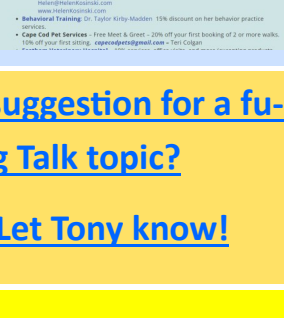 Helen@HelenKosinski.com
www.HelenKosinski.com
• Behavioral Training: Dr. Taylor Kirby-Madden 15% discount on her behavior practice
services.
• Cape Cod Pet Services - Free Meet & Greet - 20% off your first booking of 2 or more walks.
10% off your first sitting. capecodpets@gmail.com - Teri Colgan
suggestion for a fu-
g Talk topic?
Let Tony know!